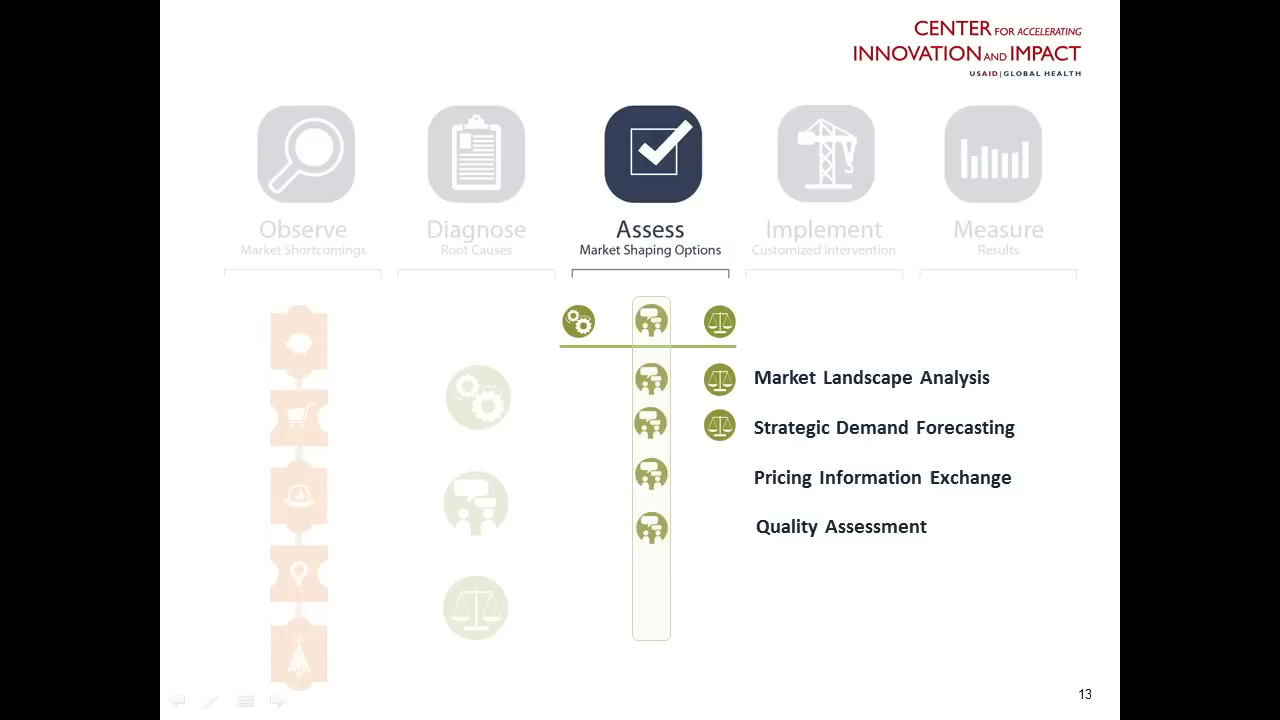 CENTER FOR ACCELERATING
INNOVATION AND IMPACT
USAID | GLOBAL HEALTH
Observe
Market Shortcomings
Diagnose
Root Causes
Assess
Market Shaping Options
Implement
Customized Intervention
Measure
Results
Market Landscape Analysis
Strategic Demand Forecasting
Pricing Information Exchange
Quality Assessment
13